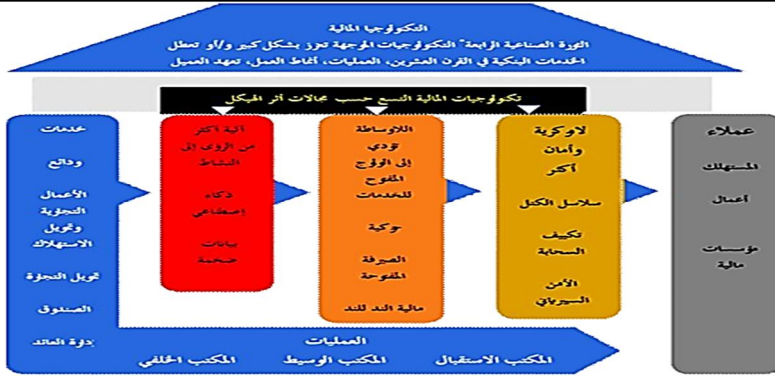 التكنولوجيا المالية
الثورة الصناعية الرابعة" التكنولوجيات الموجهة تعزز بشكل كبير و/أو تعطل
الخدمات البنكية في القرن العشرين، العمليات، أنماط العمل، تعهد العميل
تكنولوجيات المالية التسع حسب مجالات أثر الهيكل
خدمات
ودائع
الأعمال
التجارية
وتمويل
الاستهلاك
تمويل التجارة
الصندوق
إدارة العائد
آلية أكثر
من الرؤى إلى
النشاط
ذكاء
إصطناعي
بيانات
ضخمة
اللاوساطة
تؤدي
إلى الولوج
المفتوح
للخدمات
حوكمة
الصيرفة
المفتوحة
مالية الند للند
لاوكزية
وأمان
أكثر
سلاسل الكتل
تكييف
السحابة
الأمن
السيبراني
عملاء
المستهلك
أعمال
مؤسسات
مالية
العمليات
المكتب الاستقبال
المكتب الوسيط
المكتب الخلفي